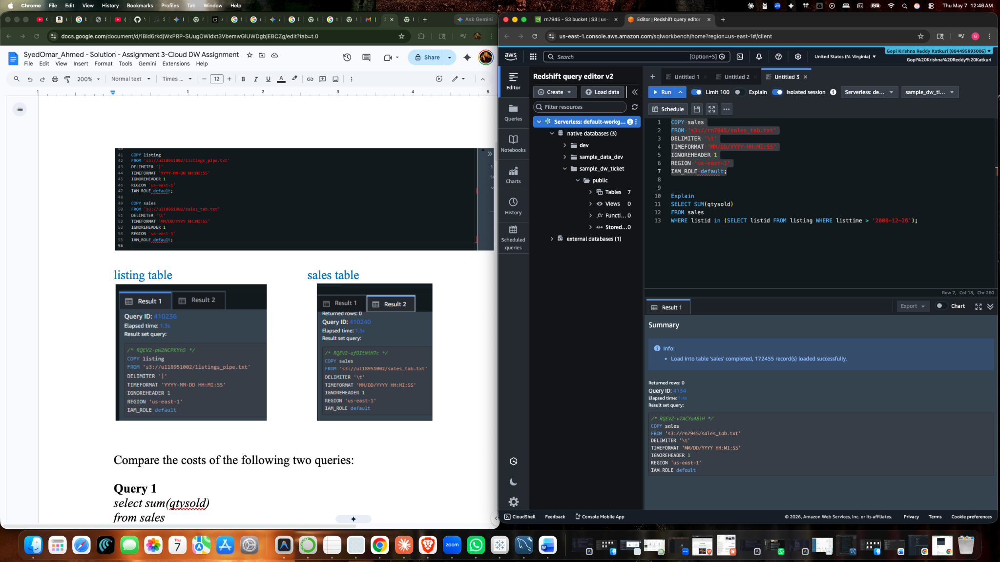 Chrome File Edit View History Bookmarks Profiles Tab Window Help
Thu May 7 12:46 AM
Ask Gemini
docs.google.com/document/d/1Bld6rkdjWxPRP-SUugOWidxt3VbemwGiUWDgbjEBCZg/edit?tab=t.0
SyedOmar_Ahmed - Solution - Assignment 3-Cloud DW Assignment
File Edit View Insert Format Tools Gemini Extensions Help
Share
200% Normal text Times ... 12 B I U A
1 1 2 3 4 5
41 COPY listing
42 FROM 's3://ul18951002/listings_pipe.txt'
43 DELIMITER '|'
44 TIMEFORMAT 'YYYY-MM-DD HH:MI:SS'
45 IGNOREHEADER 1
46 REGION 'us-east-1'
47 IAM_ROLE default;
48
49 COPY sales
50 FROM 's3://ul18951002/sales_tab.txt'
51 DELIMITER '\t'
52 TIMEFORMAT 'MM/DD/YYYY HH:MI:SS'
53 IGNOREHEADER 1
54 REGION 'us-east-1'
55 IAM_ROLE default;
56
listing table
sales table
Result 1 Result 2
Query ID: 410236
Elapsed time: 1.3s
Result set query:
/* RQEV2-pW2NCPKYh5 */
COPY listing
FROM 's3://ul18951002/listings_pipe.txt'
DELIMITER '|'
TIMEFORMAT 'YYYY-MM-DD HH:MI:SS'
IGNOREHEADER 1
REGION 'us-east-1'
IAM_ROLE default
Result 1 Result 2
Returned rows: 0
Query ID: 410240
Elapsed time: 1.3s
Result set query:
/* RQEV2-afOItNiH7c */
COPY sales
FROM 's3://ul18951002/sales_tab.txt'
DELIMITER '\t'
TIMEFORMAT 'MM/DD/YYYY HH:MI:SS'
IGNOREHEADER 1
REGION 'us-east-1'
IAM_ROLE default
Compare the costs of the following two queries:
Query 1
select sum(qtysold)
from sales
rn7945 - S3 bucket | S3 | us-
Editor | Redshift query editor
us-east-1.console.aws.amazon.com/sqlworkbench/home?region=us-east-1#/client
aws
Search [Option+S]
United States (N. Virginia)
Gopi Krishna Reddy Katkuri (884495893006)
Gopi%20Krishna%20Reddy%20Katkuri
Editor
Queries
Notebooks
Charts
History
Scheduled queries
Redshift query editor v2
Create
Load data
Filter resources
Serverless: default-workg...
native databases (3)
dev
sample_data_dev
sample_dw_ticket
public
Tables 7
Views 0
Functi... 0
Stored...0
external databases (1)
Untitled 1
Untitled 2
Untitled 3
Run
Limit 100
Explain
Isolated session
Serverless: de...
sample_dw_ti...
Schedule
1 COPY sales
2 FROM 's3://rn7945/sales_tab.txt'
3 DELIMITER '\t'
4 TIMEFORMAT 'MM/DD/YYYY HH:MI:SS'
5 IGNOREHEADER 1
6 REGION 'us-east-1'
7 IAM_ROLE default;
8
9
10 Explain
11 SELECT SUM(qtysold)
12 FROM sales
13 WHERE listid in (SELECT listid FROM listing WHERE listtime > '2008-12-26');
Row 7, Col 18, Chr 260
Result 1
Export
Chart
Summary
Info:
• Load into table 'sales' completed, 172455 record(s) loaded successfully.
Returned rows: 0
Query ID: 4134
Elapsed time: 1.4s
Result set query:
/* RQEV2-v7ACYo48lH */
COPY sales
FROM 's3://rn7945/sales_tab.txt'
DELIMITER '\t'
TIMEFORMAT 'MM/DD/YYYY HH:MI:SS'
IGNOREHEADER 1
REGION 'us-east-1'
IAM_ROLE default
CloudShell Feedback Console Mobile App
© 2026, Amazon Web Services, Inc. or its affiliates. Privacy Terms Cookie preferences
Thu
7
zoom